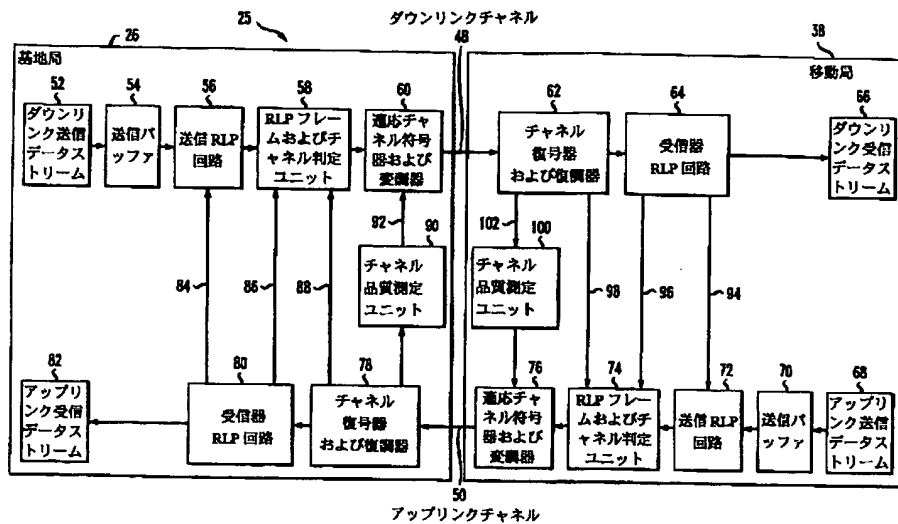 ダウンリンクチャネル
25
26
48
38
基地局
移動局
52
ダウンリ
ンク送信
データス
トリーム
54
送信バ
ッファ
56
送信RLP
回路
58
RLPフレー
ムおよびチ
ャネル判定
ユニット
60
適応チャ
ネル符号
器および
変調器
62
チャネル
復号器
および復調器
64
受信器
RLP回路
66
ダウンリ
ンク受信
データス
トリーム
84
86
88
92
90
チャネル
品質測定
ユニット
102
100
チャネル
品質測定
ユニット
98
96
94
82
アップリ
ンク受信
データス
トリーム
80
受信器
RLP回路
78
チャネル
復号器
および復調器
76
適応チャ
ネル符号
器および
変調器
74
RLPフレー
ムおよびチ
ャネル判定
ユニット
72
送信RLP
回路
70
送信バ
ッファ
68
アップリ
ンク送信
データス
トリーム
50
アップリンクチャネル